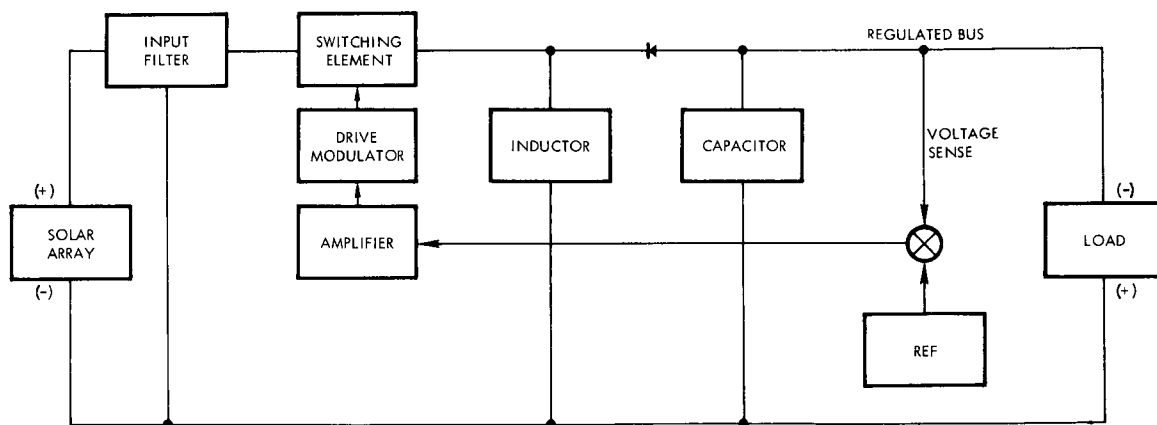 INPUT
FILTER
SWITCHING
ELEMENT
REGULATED BUS
DRIVE
MODULATOR
INDUCTOR
CAPACITOR
VOLTAGE
SENSE
(+)
(-)
SOLAR
ARRAY
AMPLIFIER
LOAD
(-)
(+)
REF